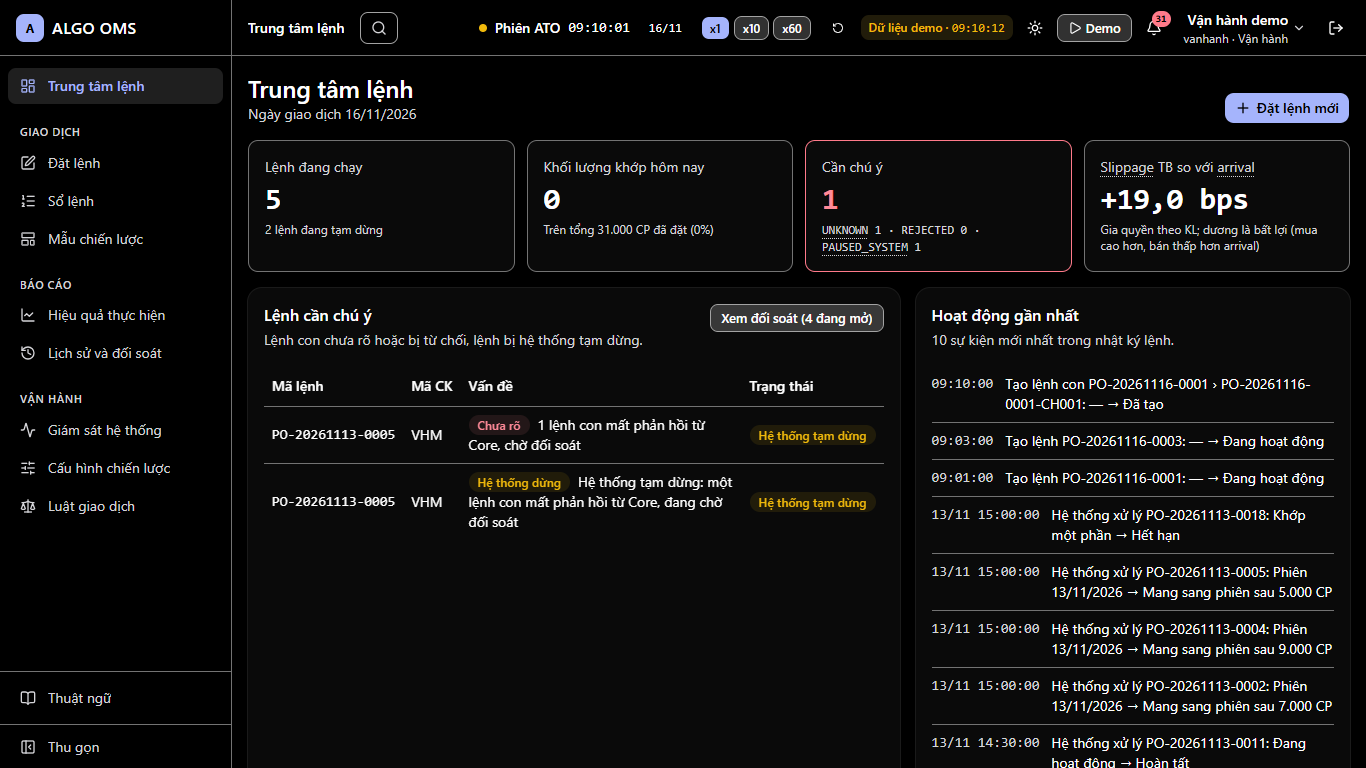 A ALGO OMS
Trung tâm lệnh
Phiên ATO 09:10:01 16/11 x1 x10 x60 Dữ liệu demo · 09:10:12 Demo 31 Vận hành demo
vanhanh · Vận hành
Trung tâm lệnh
GIAO DỊCH
Đặt lệnh
Sổ lệnh
Mẫu chiến lược
BÁO CÁO
Hiệu quả thực hiện
Lịch sử và đối soát
VẬN HÀNH
Giám sát hệ thống
Cấu hình chiến lược
Luật giao dịch
Thuật ngữ
Thu gọn
Trung tâm lệnh
Ngày giao dịch 16/11/2026
+ Đặt lệnh mới
Lệnh đang chạy
5
2 lệnh đang tạm dừng
Khối lượng khớp hôm nay
0
Trên tổng 31.000 CP đã đặt (0%)
Cần chú ý
1
UNKNOWN 1 · REJECTED 0 ·
PAUSED_SYSTEM 1
Slippage TB so với arrival
+19,0 bps
Gia quyền theo KL; dương là bất lợi (mua
cao hơn, bán thấp hơn arrival)
Lệnh cần chú ý
Lệnh con chưa rõ hoặc bị từ chối, lệnh bị hệ thống tạm dừng.
Xem đối soát (4 đang mở)
Mã lệnh Mã CK Vấn đề Trạng thái
PO-20261113-0005 VHM Chưa rõ 1 lệnh con mất phản hồi từ
Core, chờ đối soát
Hệ thống tạm dừng
PO-20261113-0005 VHM Hệ thống dừng Hệ thống tạm dừng: một
lệnh con mất phản hồi từ Core, đang chờ
đối soát
Hệ thống tạm dừng
Hoạt động gần nhất
10 sự kiện mới nhất trong nhật ký lệnh.
09:10:00 Tạo lệnh con PO-20261116-0001 › PO-20261116-
0001-CH001: — → Đã tạo
09:03:00 Tạo lệnh PO-20261116-0003: — → Đang hoạt động
09:01:00 Tạo lệnh PO-20261116-0001: — → Đang hoạt động
13/11 15:00:00 Hệ thống xử lý PO-20261113-0018: Khớp
một phần → Hết hạn
13/11 15:00:00 Hệ thống xử lý PO-20261113-0005: Phiên
13/11/2026 → Mang sang phiên sau 5.000 CP
13/11 15:00:00 Hệ thống xử lý PO-20261113-0004: Phiên
13/11/2026 → Mang sang phiên sau 9.000 CP
13/11 15:00:00 Hệ thống xử lý PO-20261113-0002: Phiên
13/11/2026 → Mang sang phiên sau 7.000 CP
13/11 14:30:00 Hệ thống xử lý PO-20261113-0011: Đang
hoạt động → Hoàn tất